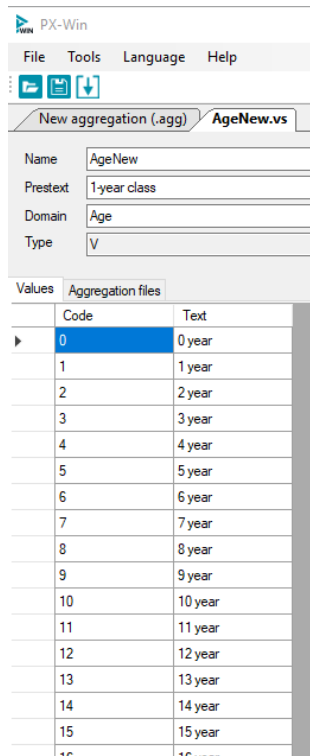 PX-Win
File Tools Language Help
New aggregation (.agg) AgeNew.vs
Name AgeNew
Prestext 1-year class
Domain Age
Type V
Values Aggregation files
Code Text
0 0 year
1 1 year
2 2 year
3 3 year
4 4 year
5 5 year
6 6 year
7 7 year
8 8 year
9 9 year
10 10 year
11 11 year
12 12 year
13 13 year
14 14 year
15 15 year